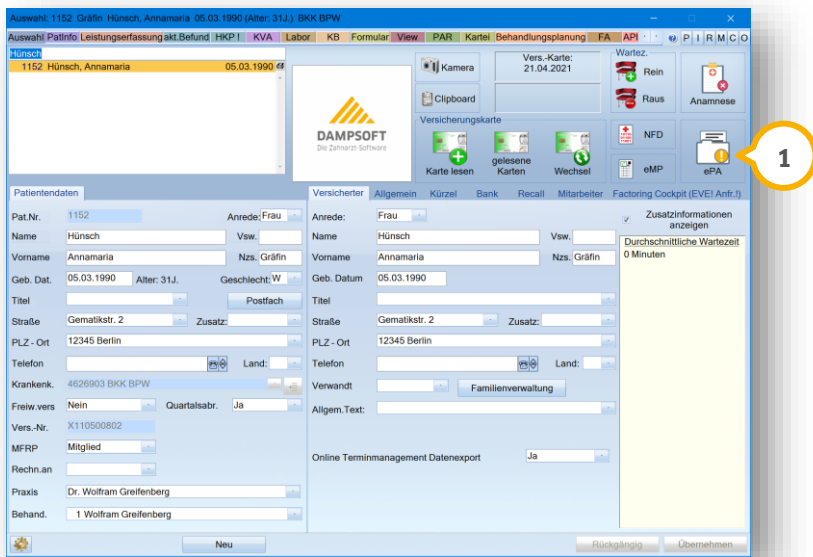 Auswahl: 1152 Gräfin Hünsch, Annamaria 05.03.1990 (Alter: 31J.) BKK BPW
Auswahl PatInfo Leistungserfassung akt.Befund HKP ! KVA Labor KB Formular View PAR Kartei Behandlungsplanung FA API P I R M C O
Hünsch
1152 Hünsch, Annamaria 05.03.1990
DAMPSOFT
Die Zahnarzt-Software
Kamera
Vers.-Karte:
21.04.2021
Clipboard
Versicherungskarte
Karte lesen
gelesene
Karten
Wechsel
Wartez.
Rein
Raus
Anamnese
NFD
eMP
ePA
1
Patientendaten
Pat.Nr. 1152 Anrede: Frau
Name Hünsch Vsw.
Vorname Annamaria Nzs. Gräfin
Geb. Dat. 05.03.1990 Alter: 31J. Geschlecht: W
Titel Postfach
Straße Gematikstr. 2 Zusatz:
PLZ - Ort 12345 Berlin
Telefon Land:
Krankenk. 4626903 BKK BPW
Freiw.vers Nein Quartalsabr. Ja
Vers.-Nr. X110500802
MFRP Mitglied
Rechn.an
Praxis Dr. Wolfram Greifenberg
Behand. 1 Wolfram Greifenberg
Versicherter Allgemein Kürzel Bank Recall Mitarbeiter Factoring Cockpit (EVE! Anfr.!)
Anrede: Frau
Name Hünsch Vsw.
Vorname Annamaria Nzs. Gräfin
Geb. Datum 05.03.1990
Titel
Straße Gematikstr. 2 Zusatz:
PLZ - Ort 12345 Berlin
Telefon Land:
Verwandt Familienverwaltung
Allgem.Text:
Online Terminmanagement Datenexport Ja
Zusatzinformationen
anzeigen
Durchschnittliche Wartezeit
0 Minuten
Neu
Rückgängig
Übernehmen